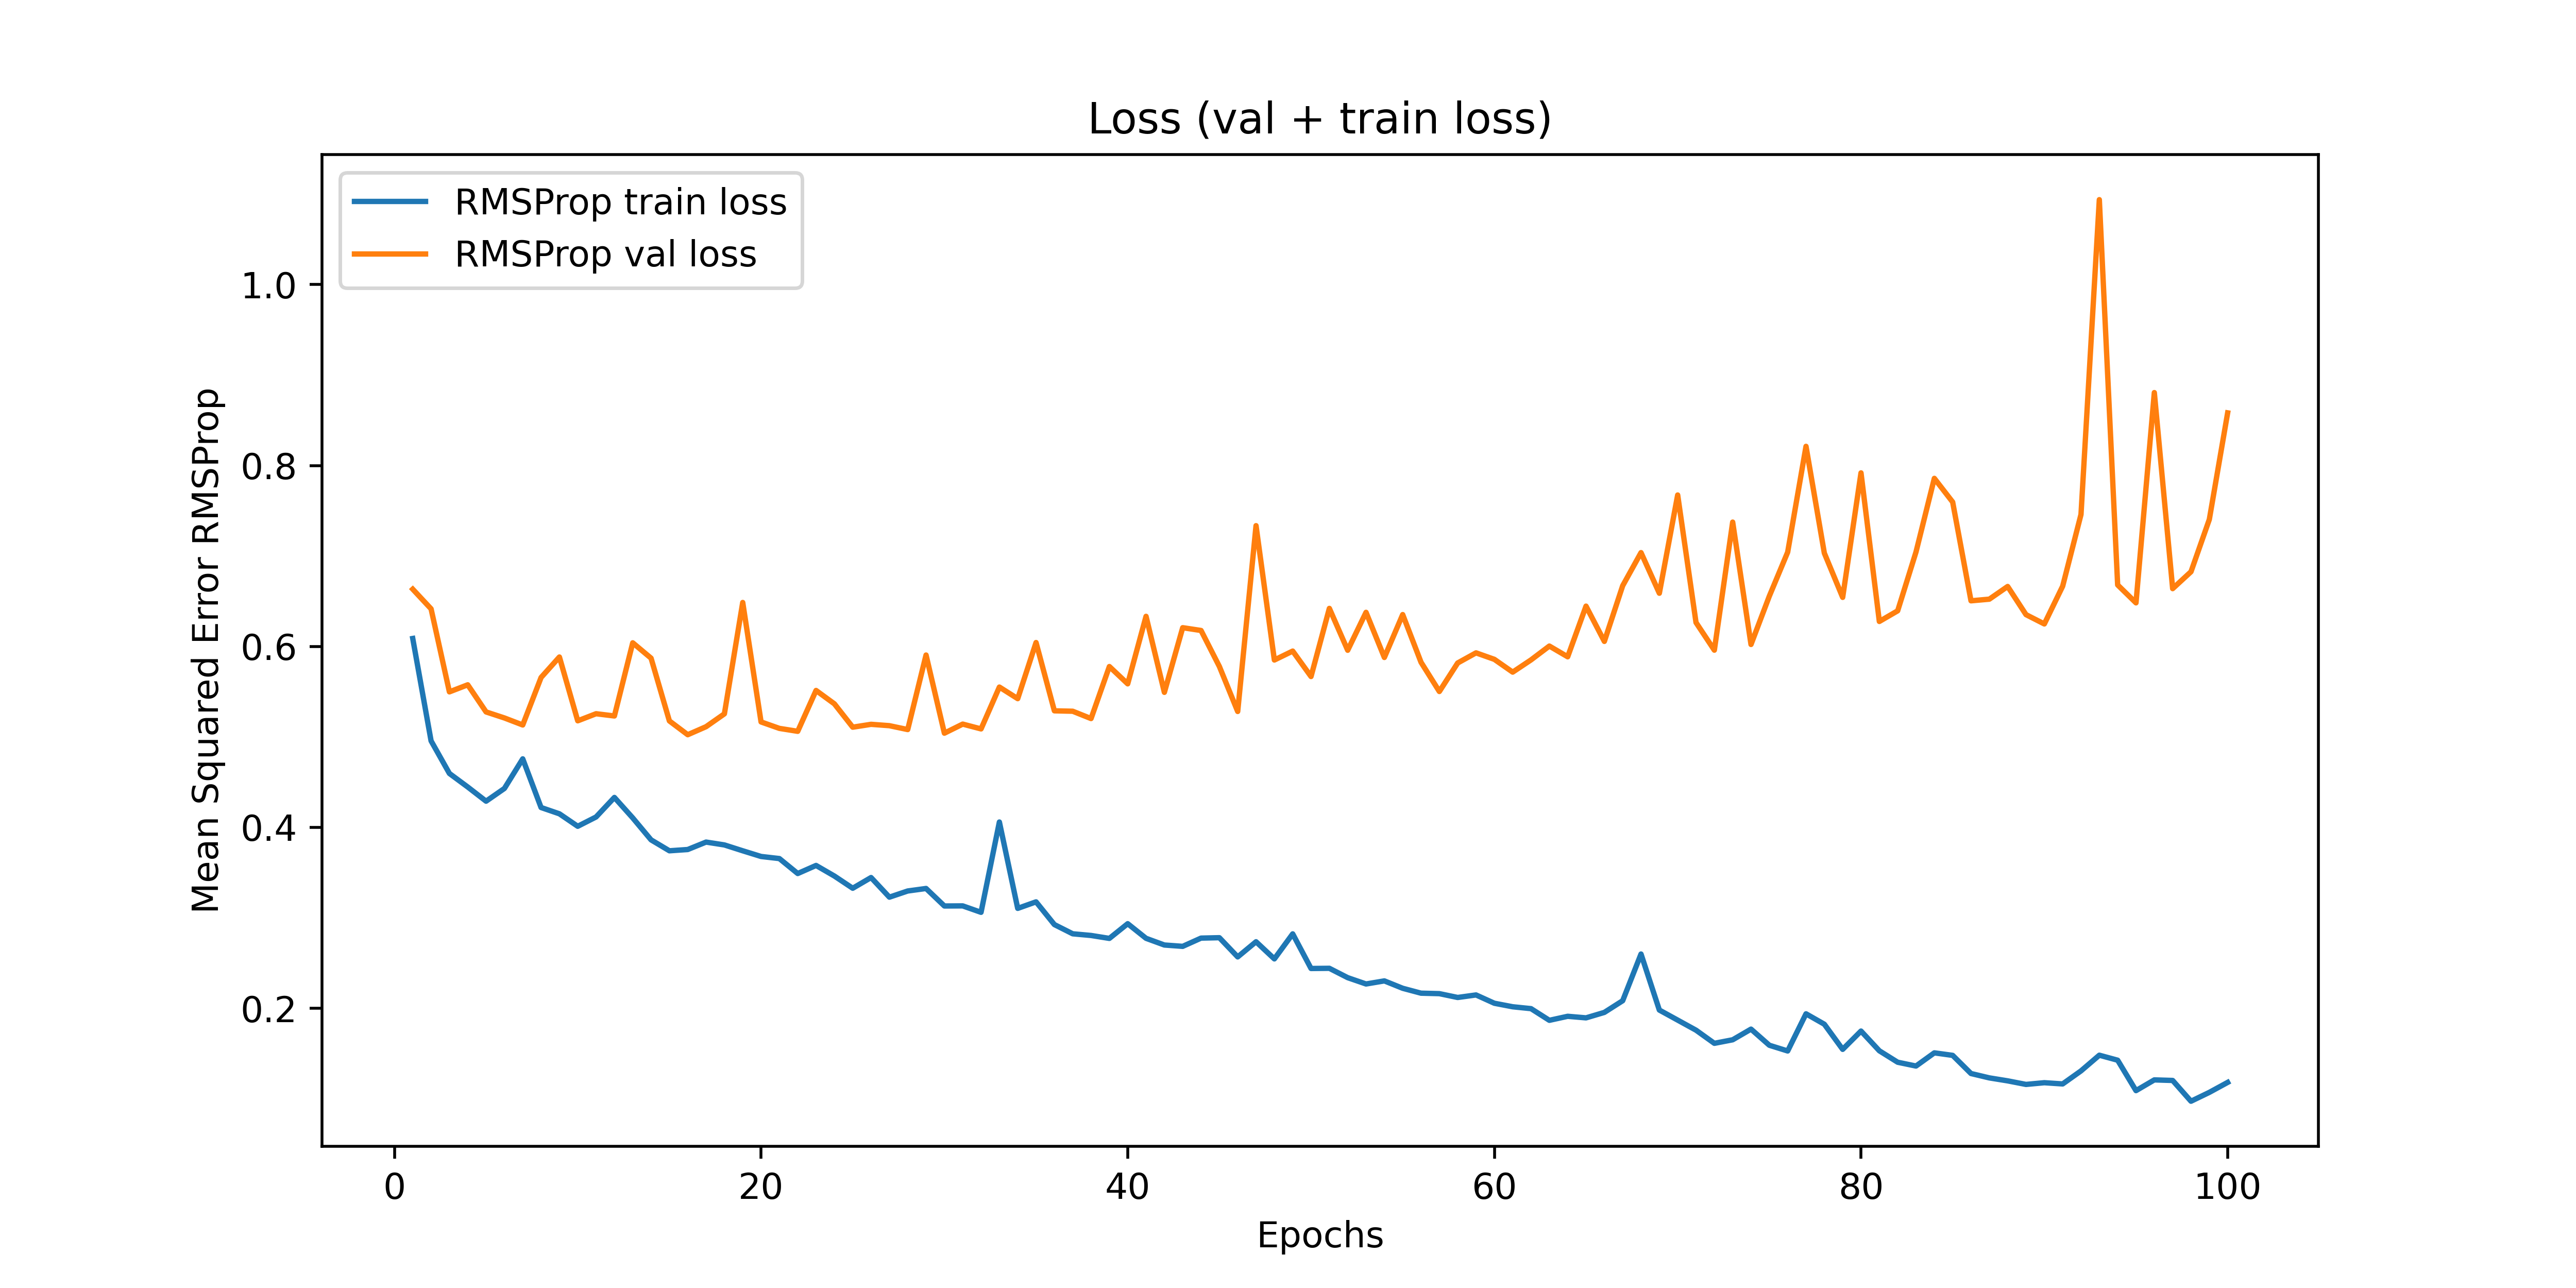 Loss (val + train loss)
RMSProp train loss
RMSProp val loss
Mean Squared Error RMSProp
1.0
0.8
0.6
0.4
0.2
0 20 40 60 80 100
Epochs